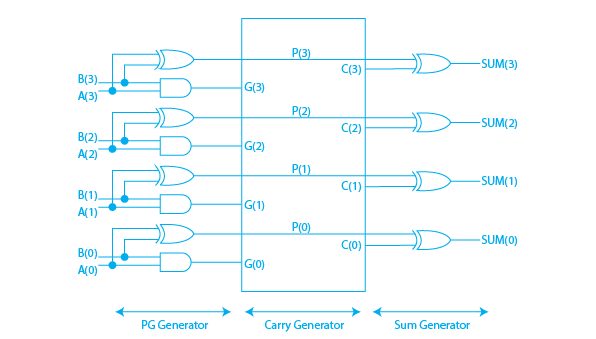 P(3)
C(3)
SUM(3)
B(3)
A(3)
G(3)
P(2)
C(2)
SUM(2)
B(2)
A(2)
G(2)
P(1)
C(1)
SUM(1)
B(1)
A(1)
G(1)
P(0)
C(0)
SUM(0)
B(0)
A(0)
G(0)
PG Generator
Carry Generator
Sum Generator